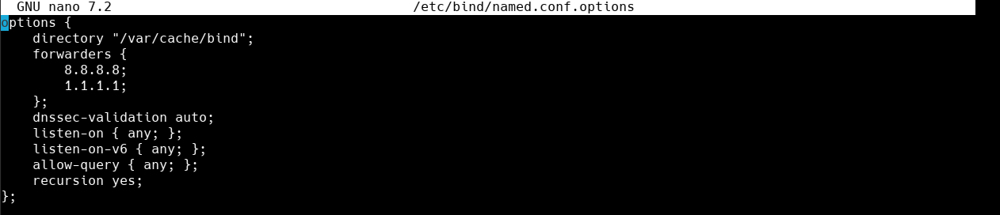 GNU nano 7.2 /etc/bind/named.conf.options
options {
    directory "/var/cache/bind";
    forwarders {
        8.8.8.8;
        1.1.1.1;
    };
    dnssec-validation auto;
    listen-on { any; };
    listen-on-v6 { any; };
    allow-query { any; };
    recursion yes;
};